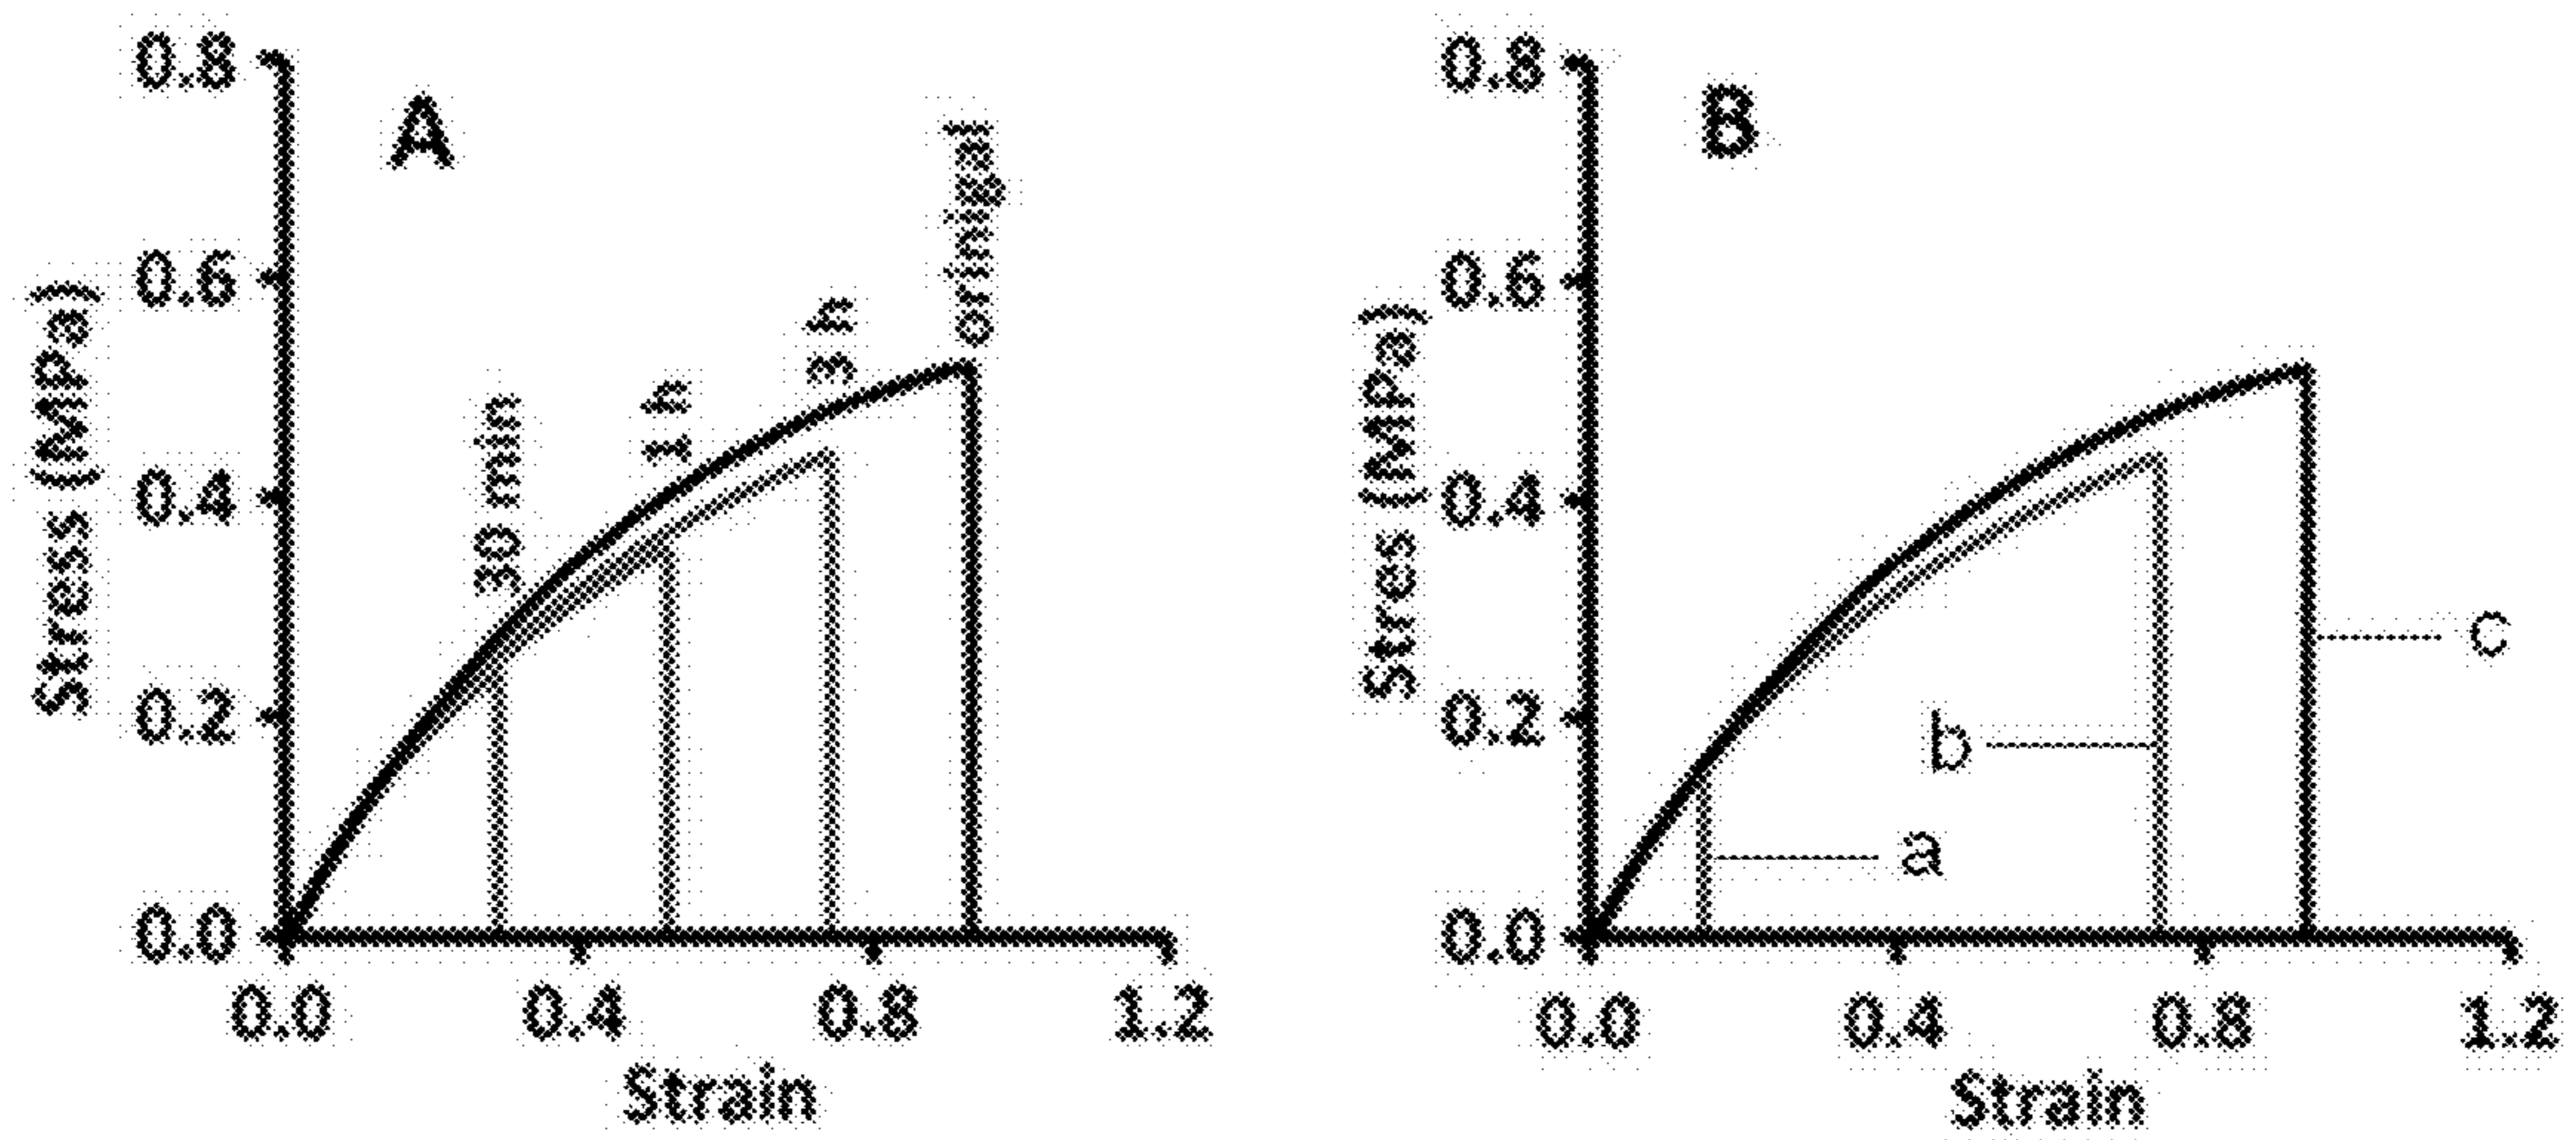 A
Stress (MPa)
0.8
0.6
0.4
0.2
0.0
30 min
1 h
3 h
orinigal
0.0 0.4 0.8 1.2
Strain
B
Stres (MPa)
0.8
0.6
0.4
0.2
0.0
a
b
c
0.0 0.4 0.8 1.2
Strain